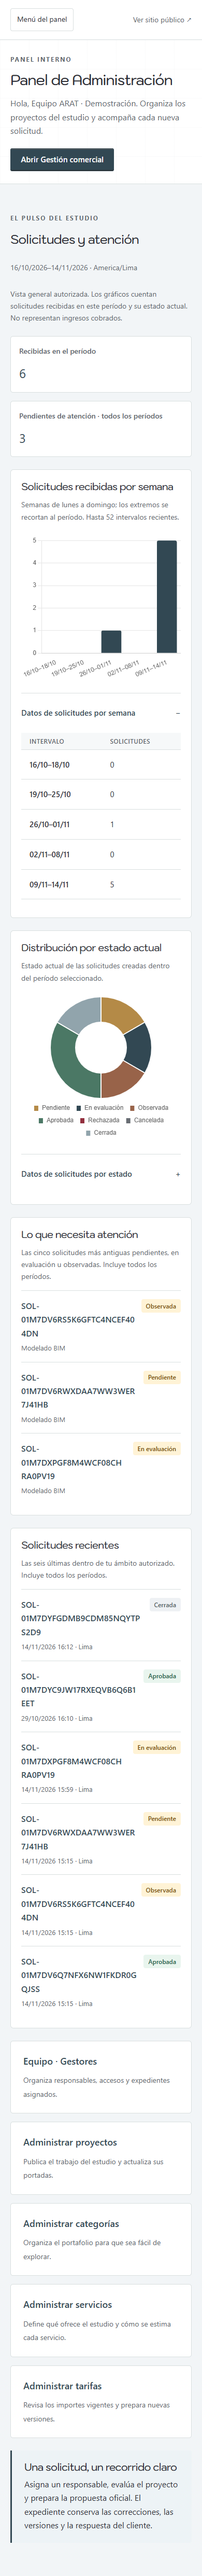 Menú del panel
Ver sitio público ↗
PANEL INTERNO
Panel de Administración
Hola, Equipo ARAT · Demostración. Organiza los
proyectos del estudio y acompaña cada nueva
solicitud.
Abrir Gestión comercial
EL PULSO DEL ESTUDIO
Solicitudes y atención
16/10/2026–14/11/2026 · America/Lima
Vista general autorizada. Los gráficos cuentan
solicitudes recibidas en este período y su estado actual.
No representan ingresos cobrados.
Recibidas en el período
6
Pendientes de atención · todos los períodos
3
Solicitudes recibidas por semana
Semanas de lunes a domingo; los extremos se
recortan al período. Hasta 52 intervalos recientes.
5
4
3
2
1
0
16/10–18/10
19/10–25/10
26/10–01/11
02/11–08/11
09/11–14/11
Datos de solicitudes por semana −
INTERVALO SOLICITUDES
16/10–18/10 0
19/10–25/10 0
26/10–01/11 1
02/11–08/11 0
09/11–14/11 5
Distribución por estado actual
Estado actual de las solicitudes creadas dentro
del período seleccionado.
Pendiente En evaluación Observada
Aprobada Rechazada Cancelada
Cerrada
Datos de solicitudes por estado +
Lo que necesita atención
Las cinco solicitudes más antiguas pendientes, en
evaluación u observadas. Incluye todos los
períodos.
SOL- Observada
01M7DV6RS5K6GFTC4NCEF40
4DN
Modelado BIM
SOL- Pendiente
01M7DV6RWXDAA7WW3WER
7J41HB
Modelado BIM
SOL- En evaluación
01M7DXPGF8M4WCF08CH
RA0PV19
Modelado BIM
Solicitudes recientes
Las seis últimas dentro de tu ámbito autorizado.
Incluye todos los períodos.
SOL- Cerrada
01M7DYFGDMB9CDM85NQYTP
S2D9
14/11/2026 16:12 · Lima
SOL- Aprobada
01M7DYC9JW17RXEQVB6Q6B1
EET
29/10/2026 16:10 · Lima
SOL- En evaluación
01M7DXPGF8M4WCF08CH
RA0PV19
14/11/2026 15:59 · Lima
SOL- Pendiente
01M7DV6RWXDAA7WW3WER
7J41HB
14/11/2026 15:15 · Lima
SOL- Observada
01M7DV6RS5K6GFTC4NCEF40
4DN
14/11/2026 15:15 · Lima
SOL- Aprobada
01M7DV6Q7NFX6NW1FKDR0G
QJSS
14/11/2026 15:15 · Lima
Equipo · Gestores
Organiza responsables, accesos y expedientes
asignados.
Administrar proyectos
Publica el trabajo del estudio y actualiza sus
portadas.
Administrar categorías
Organiza el portafolio para que sea fácil de
explorar.
Administrar servicios
Define qué ofrece el estudio y cómo se estima
cada servicio.
Administrar tarifas
Revisa los importes vigentes y prepara nuevas
versiones.
Una solicitud, un recorrido claro
Asigna un responsable, evalúa el proyecto
y prepara la propuesta oficial. El
expediente conserva las correcciones, las
versiones y la respuesta del cliente.